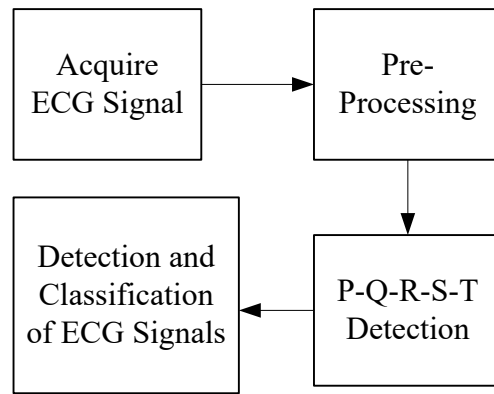 Acquire
ECG Signal
Pre-
Processing
P-Q-R-S-T
Detection
Detection and
Classification
of ECG Signals